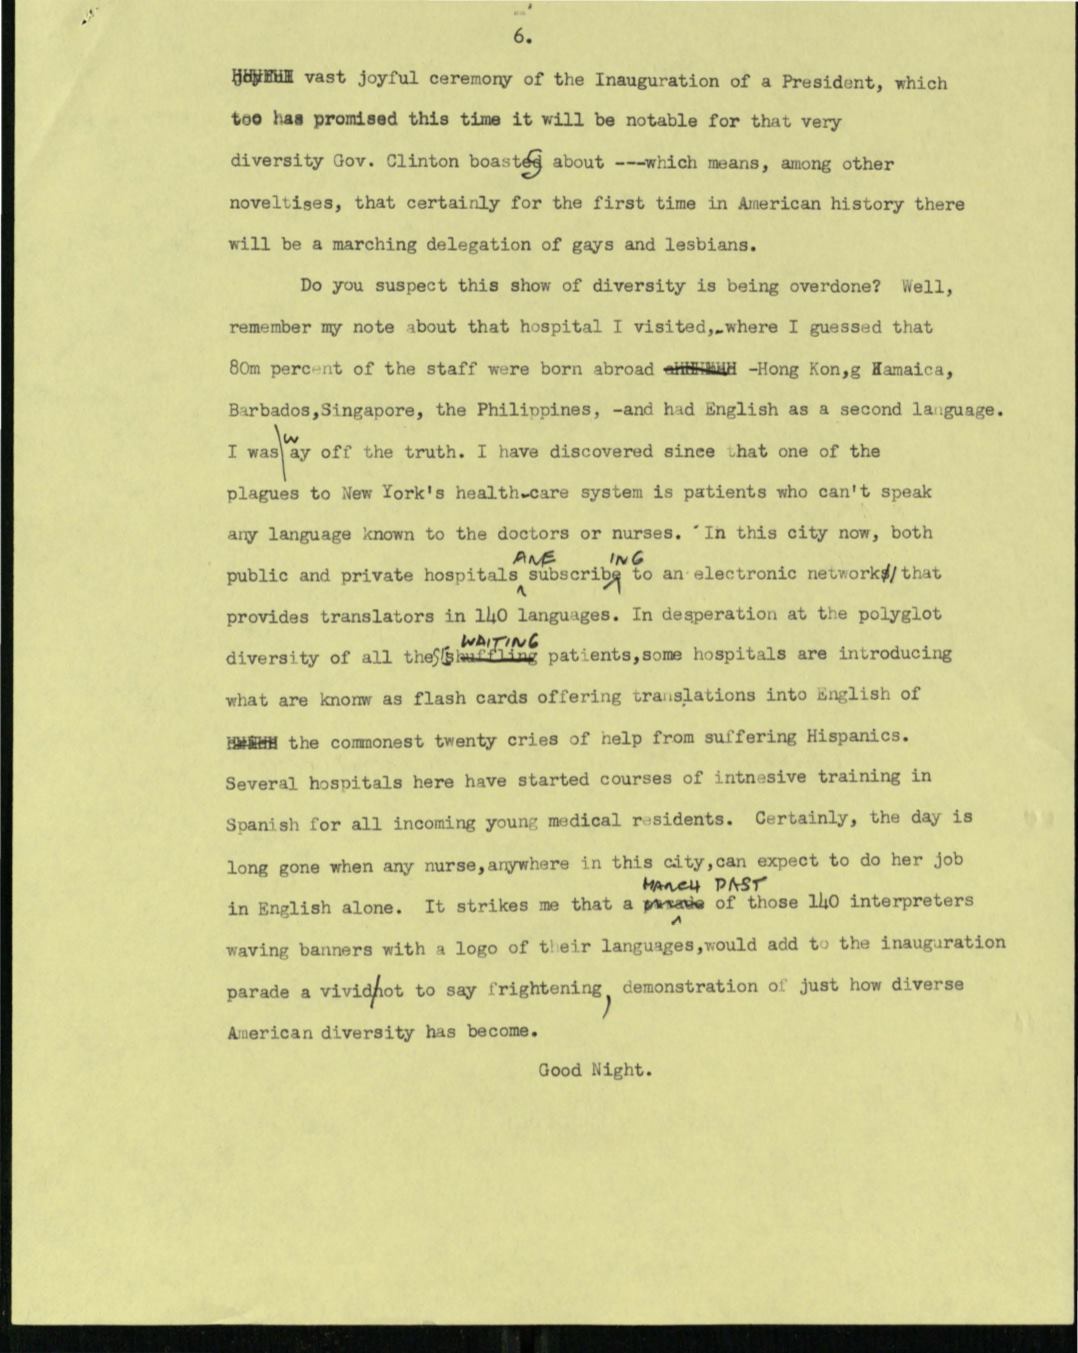 6.
vast joyful ceremony of the Inauguration of a President, which
too has promised this time it will be notable for that very
diversity Gov. Clinton boasts about ---which means, among other
noveltises, that certainly for the first time in American history there
will be a marching delegation of gays and lesbians.
Do you suspect this show of diversity is being overdone? Well,
remember my note about that hospital I visited,-where I guessed that
80m percent of the staff were born abroad -Hong Kon,g Hamaica,
Barbados,Singapore, the Philippines, -and had English as a second language.
I was way off the truth. I have discovered since that one of the
plagues to New York's health-care system is patients who can't speak
any language known to the doctors or nurses. In this city now, both
public and private hospitals ARE subscribING to an electronic network that
provides translators in 140 languages. In desperation at the polyglot
diversity of all the WAITING shuffling patients,some hospitals are introducing
what are knonw as flash cards offering translations into English of
the commonest twenty cries of help from suffering Hispanics.
Several hospitals here have started courses of intnesive training in
Spanish for all incoming young medical residents. Certainly, the day is
long gone when any nurse,anywhere in this city,can expect to do her job
in English alone. It strikes me that a MARCH PAST parade of those 140 interpreters
waving banners with a logo of their languages,would add to the inauguration
parade a vivid/not to say frightening, demonstration of just how diverse
American diversity has become.
Good Night.